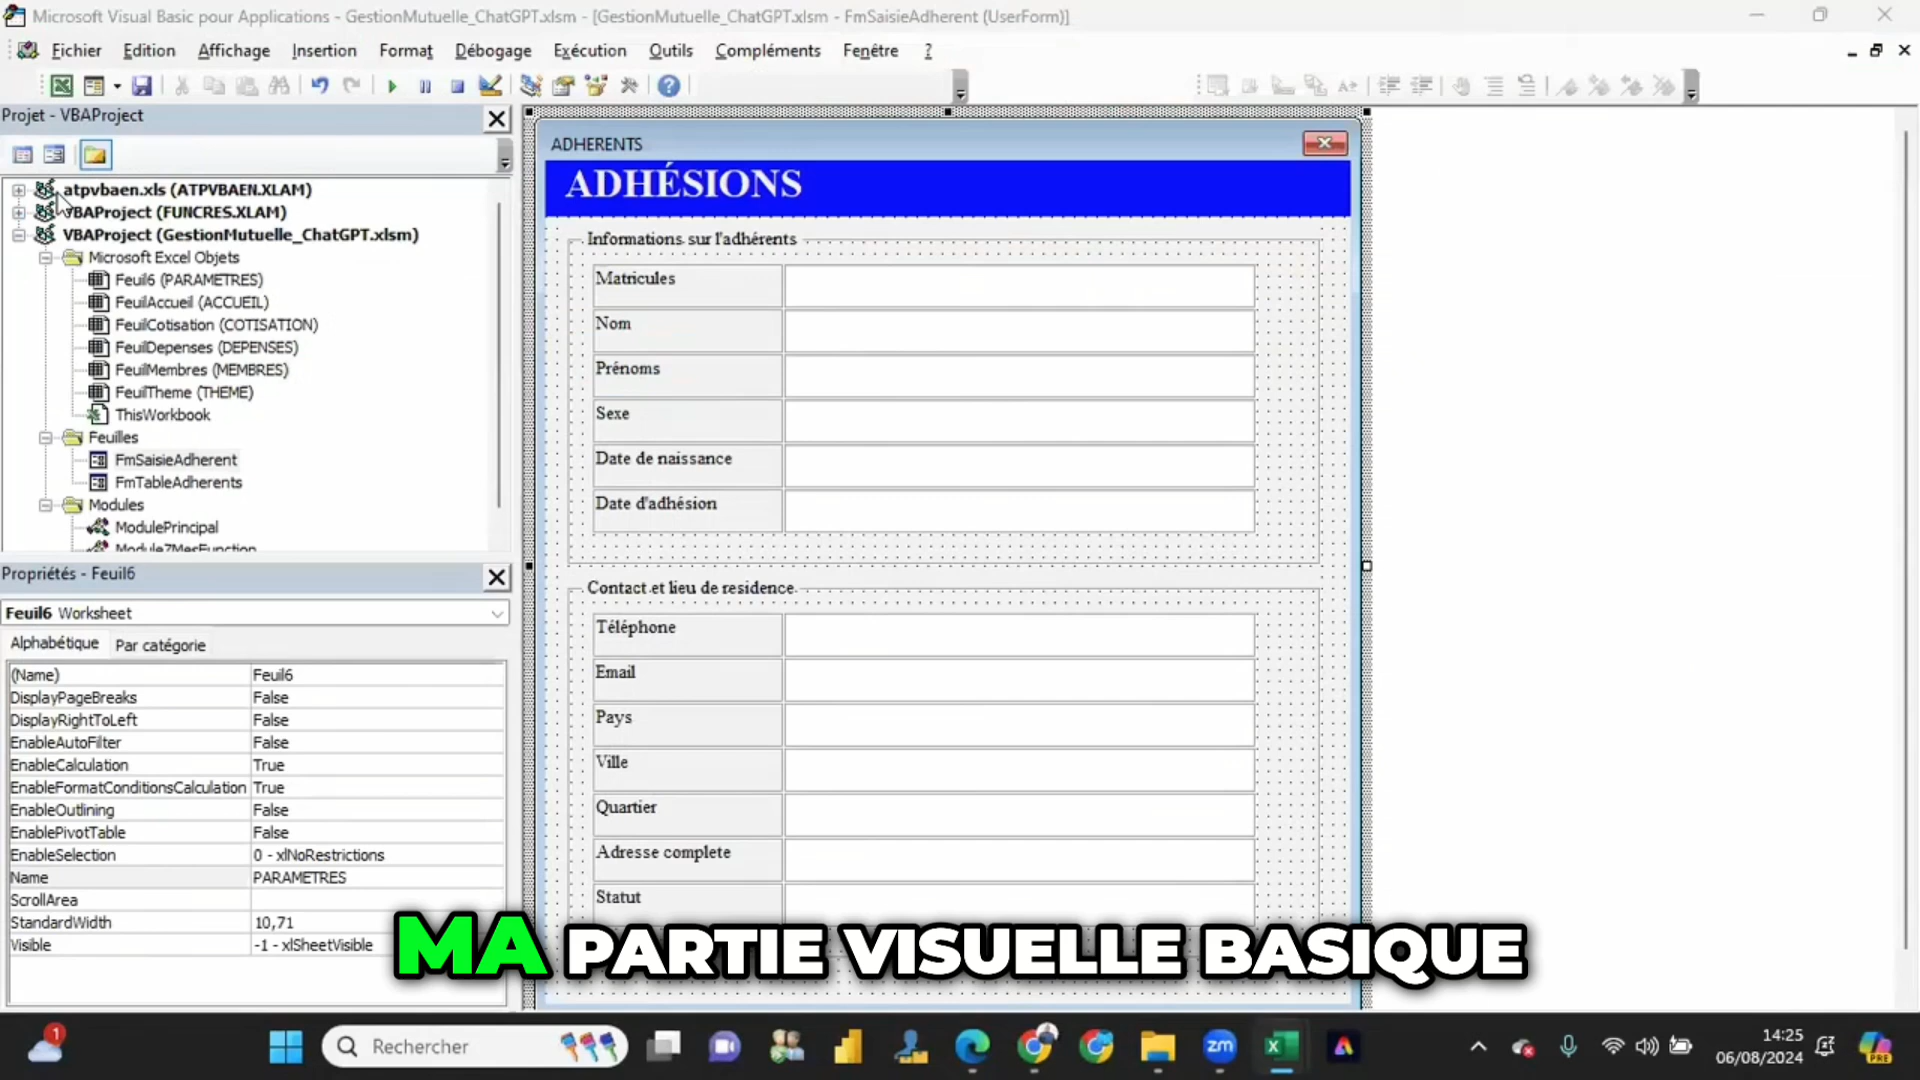 Microsoft Visual Basic pour Applications - GestionMutuelle_ChatGPT.xlsm - [GestionMutuelle_ChatGPT.xlsm - FmSaisieAdherent (UserForm)]
Fichier Edition Affichage Insertion Format Débogage Exécution Outils Compléments Fenêtre ?
Projet - VBAProject
atpvbaen.xls (ATPVBAEN.XLAM)
VBAProject (FUNCRES.XLAM)
VBAProject (GestionMutuelle_ChatGPT.xlsm)
Microsoft Excel Objets
Feuil6 (PARAMETRES)
FeuilAccueil (ACCUEIL)
FeuilCotisation (COTISATION)
FeuilDepenses (DEPENSES)
FeuilMembres (MEMBRES)
FeuilTheme (THEME)
ThisWorkbook
Feuilles
FmSaisieAdherent
FmTableAdherents
Modules
ModulePrincipal
Module7MesFunction
Propriétés - Feuil6
Feuil6 Worksheet
Alphabétique Par catégorie
(Name) Feuil6
DisplayPageBreaks False
DisplayRightToLeft False
EnableAutoFilter False
EnableCalculation True
EnableFormatConditionsCalculation True
EnableOutlining False
EnablePivotTable False
EnableSelection 0 - xlNoRestrictions
Name PARAMETRES
ScrollArea
StandardWidth 10,71
Visible -1 - xlSheetVisible
ADHERENTS
ADHÉSIONS
Informations sur l'adhérents
Matricules
Nom
Prénoms
Sexe
Date de naissance
Date d'adhésion
Contact et lieu de residence
Téléphone
Email
Pays
Ville
Quartier
Adresse complete
Statut
MA PARTIE VISUELLE BASIQUE
1
Rechercher
zm
14:25
06/08/2024
PRE